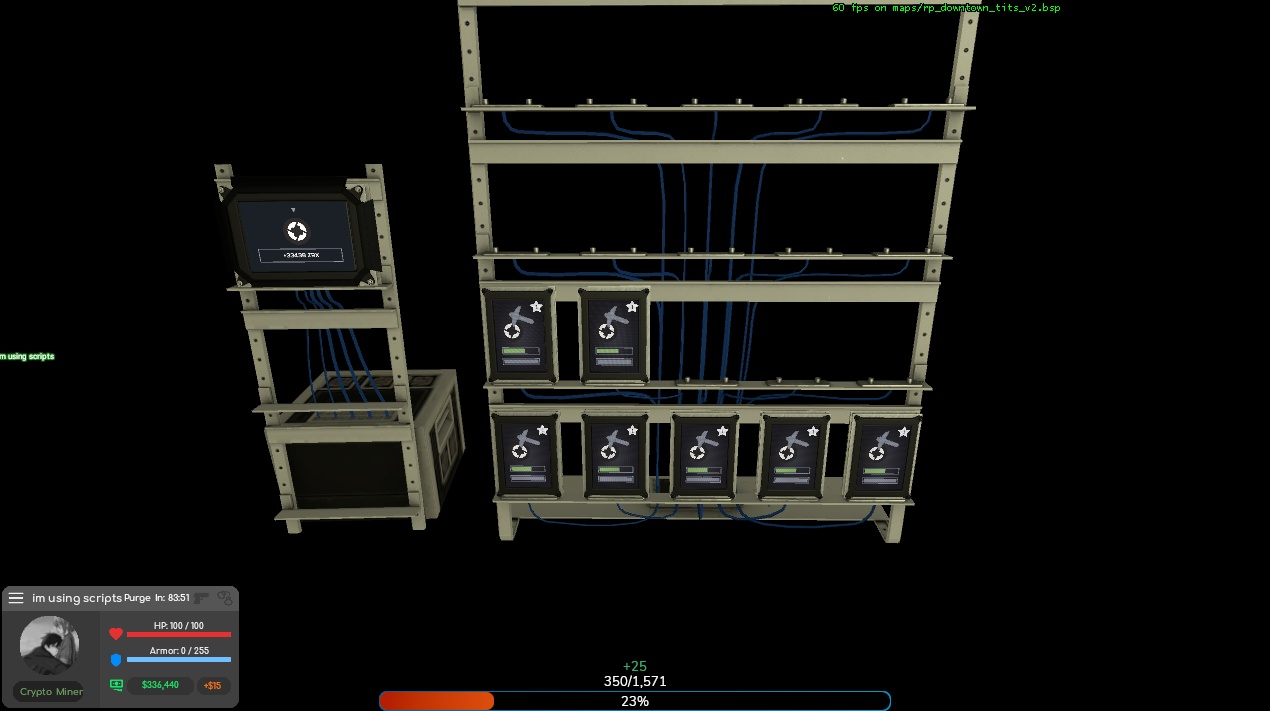 60 fps on maps/rp_downtown_tits_v2.bsp
m using scripts
im using scripts Purge In: 83:51
HP: 100 / 100
Armor: 0 / 255
$336,440 +$15
Crypto Miner
+25
350/1,571
23%